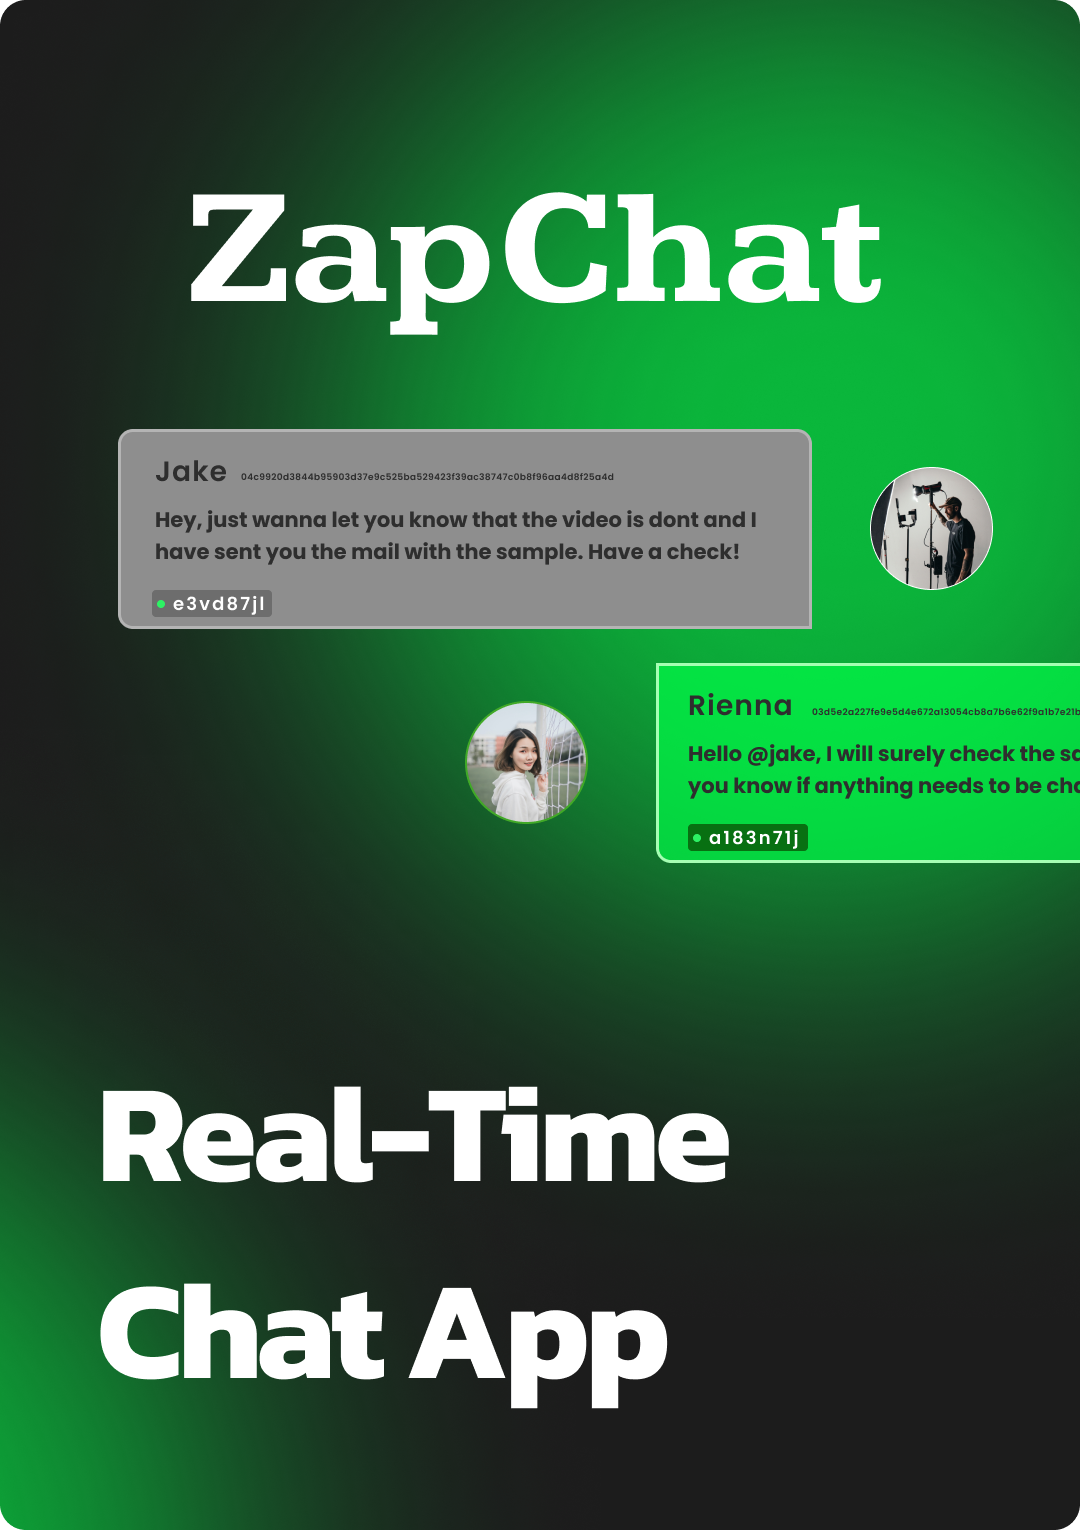 ZapChat
Jake 04c9920d3844b95903d37e9c525ba529423f39ac38747c0b8f96aa4d8f25a4d
Hey, just wanna let you know that the video is dont and I
have sent you the mail with the sample. Have a check!
e3vd87jl
Rienna 03d5e2a227fe9e5d4e672a13054cb8a7b6e62f9a1b7e21b
Hello @jake, I will surely check the
you know if anything needs to be
a183n71j
Real-Time
Chat App